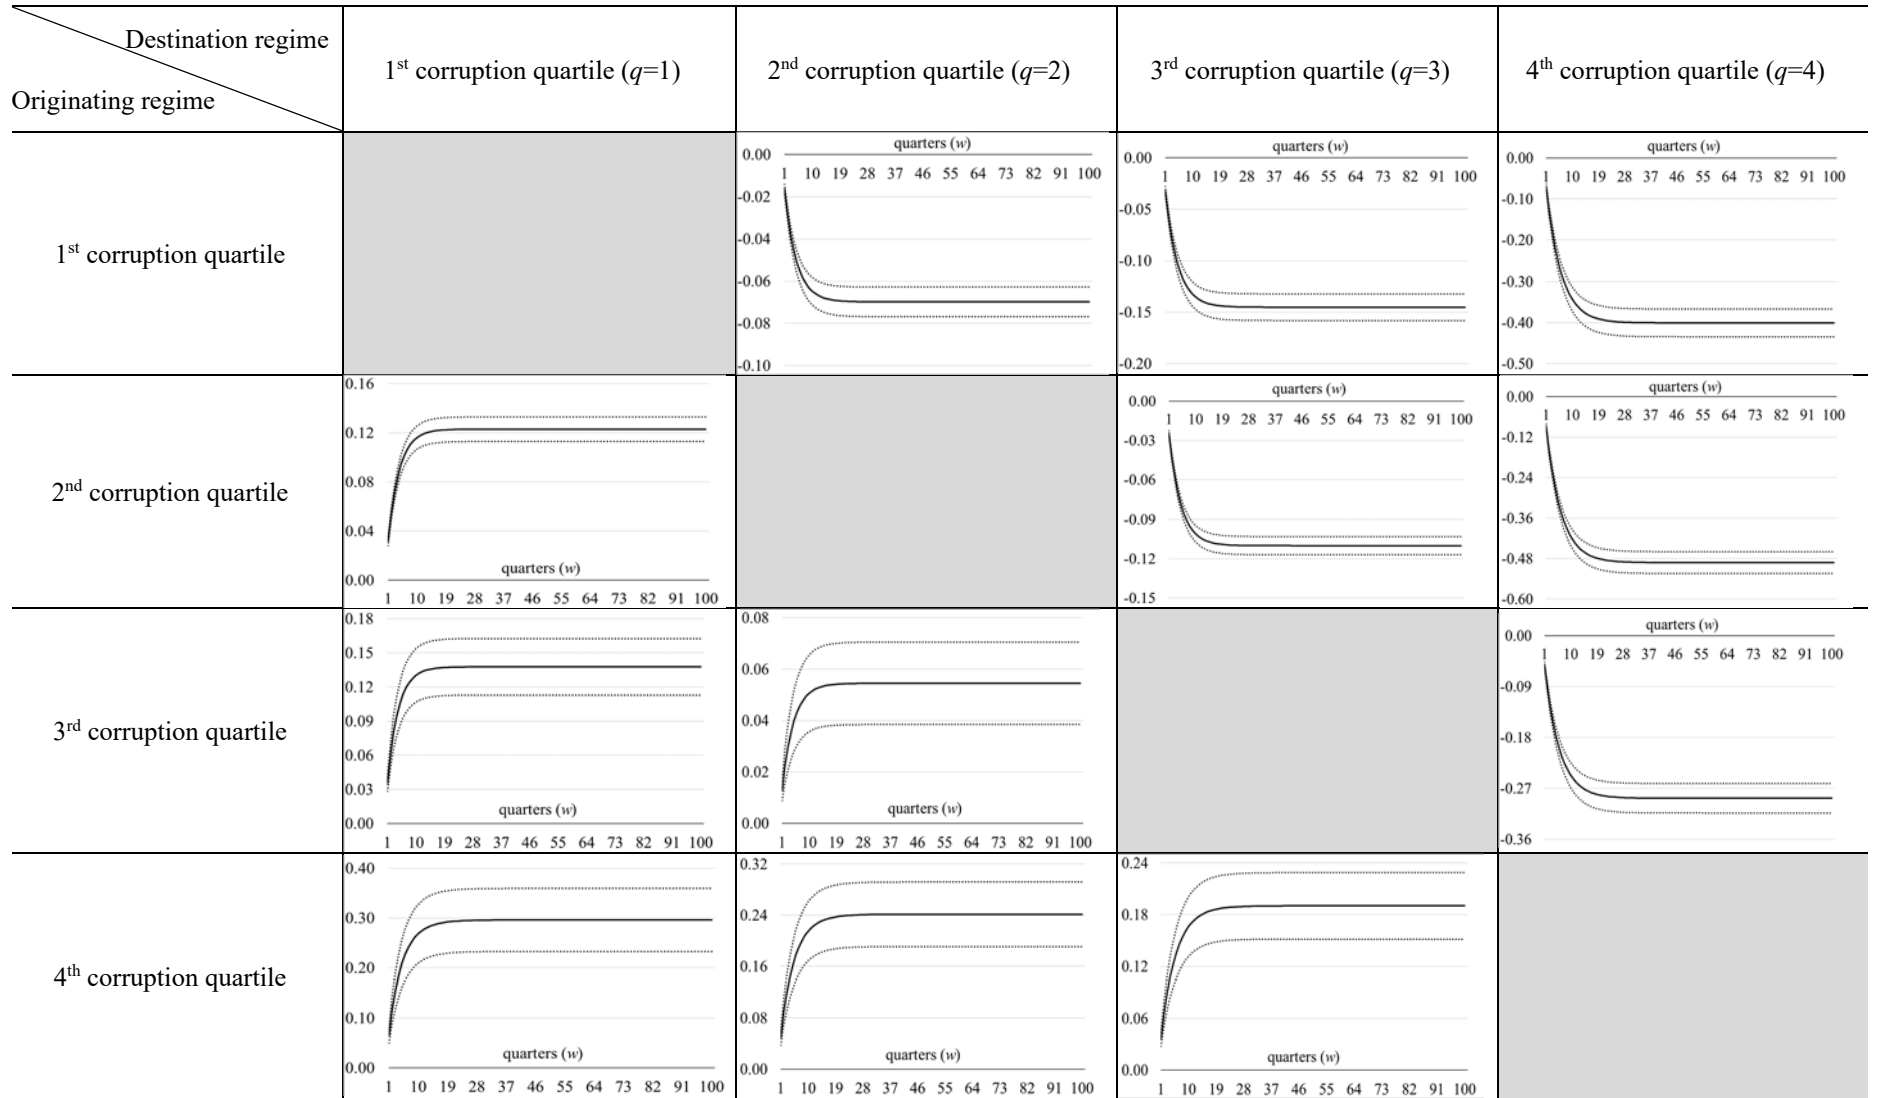 Destination regime
Originating regime
1st corruption quartile (q=1)
2nd corruption quartile (q=2)
3rd corruption quartile (q=3)
4th corruption quartile (q=4)
1st corruption quartile
quarters (w)
0.00
1 10 19 28 37 46 55 64 73 82 91 100
-0.02
-0.04
-0.06
-0.08
-0.10
quarters (w)
0.00
1 10 19 28 37 46 55 64 73 82 91 100
-0.05
-0.10
-0.15
-0.20
quarters (w)
0.00
1 10 19 28 37 46 55 64 73 82 91 100
-0.10
-0.20
-0.30
-0.40
-0.50
2nd corruption quartile
0.16
0.12
0.08
0.04
quarters (w)
0.00
1 10 19 28 37 46 55 64 73 82 91 100
quarters (w)
0.00
1 10 19 28 37 46 55 64 73 82 91 100
-0.03
-0.06
-0.09
-0.12
-0.15
quarters (w)
0.00
1 10 19 28 37 46 55 64 73 82 91 100
-0.12
-0.24
-0.36
-0.48
-0.60
3rd corruption quartile
0.18
0.15
0.12
0.09
0.06
0.03
quarters (w)
0.00
1 10 19 28 37 46 55 64 73 82 91 100
0.08
0.06
0.04
0.02
quarters (w)
0.00
1 10 19 28 37 46 55 64 73 82 91 100
quarters (w)
0.00
1 10 19 28 37 46 55 64 73 82 91 100
-0.09
-0.18
-0.27
-0.36
4th corruption quartile
0.40
0.30
0.20
0.10
quarters (w)
0.00
1 10 19 28 37 46 55 64 73 82 91 100
0.32
0.24
0.16
0.08
quarters (w)
0.00
1 10 19 28 37 46 55 64 73 82 91 100
0.24
0.18
0.12
0.06
quarters (w)
0.00
1 10 19 28 37 46 55 64 73 82 91 100